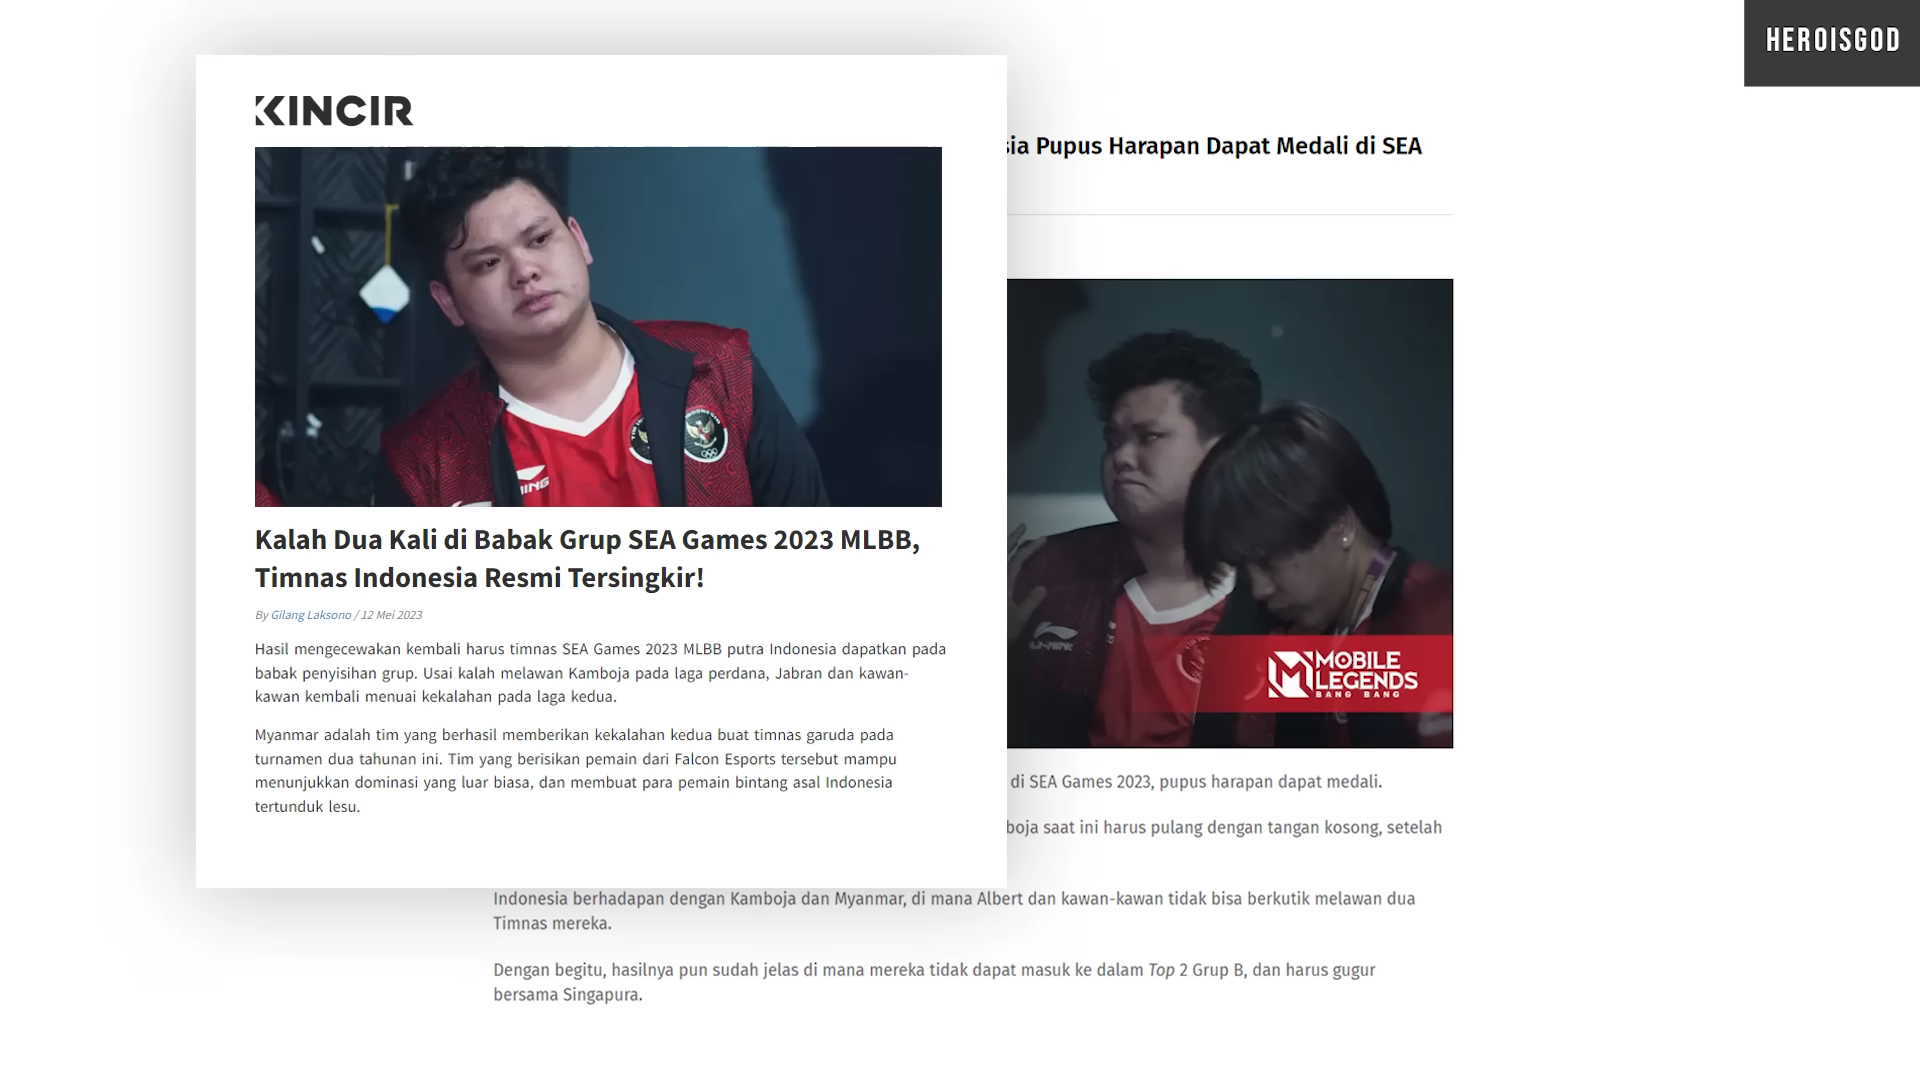 HEROISGOD
KINCIR
Kalah Dua Kali di Babak Grup SEA Games 2023 MLBB,
Timnas Indonesia Resmi Tersingkir!
By Gilang Laksono / 12 Mei 2023
Hasil mengecewakan kembali harus timnas SEA Games 2023 MLBB putra Indonesia dapatkan pada
babak penyisihan grup. Usai kalah melawan Kamboja pada laga perdana, Jabran dan kawan-
kawan kembali menuai kekalahan pada laga kedua.
Myanmar adalah tim yang berhasil memberikan kekalahan kedua buat timnas garuda pada
turnamen dua tahunan ini. Tim yang berisikan pemain dari Falcon Esports tersebut mampu
menunjukkan dominasi yang luar biasa, dan membuat para pemain bintang asal Indonesia
tertunduk lesu.
Pupus Harapan Dapat Medali di SEA
MOBILE
LEGENDS
BANG BANG
di SEA Games 2023, pupus harapan dapat medali.
saat ini harus pulang dengan tangan kosong, setelah
Indonesia berhadapan dengan Kamboja dan Myanmar, di mana Albert dan kawan-kawan tidak bisa berkutik melawan dua
Timnas mereka.
Dengan begitu, hasilnya pun sudah jelas di mana mereka tidak dapat masuk ke dalam Top 2 Grup B, dan harus gugur
bersama Singapura.